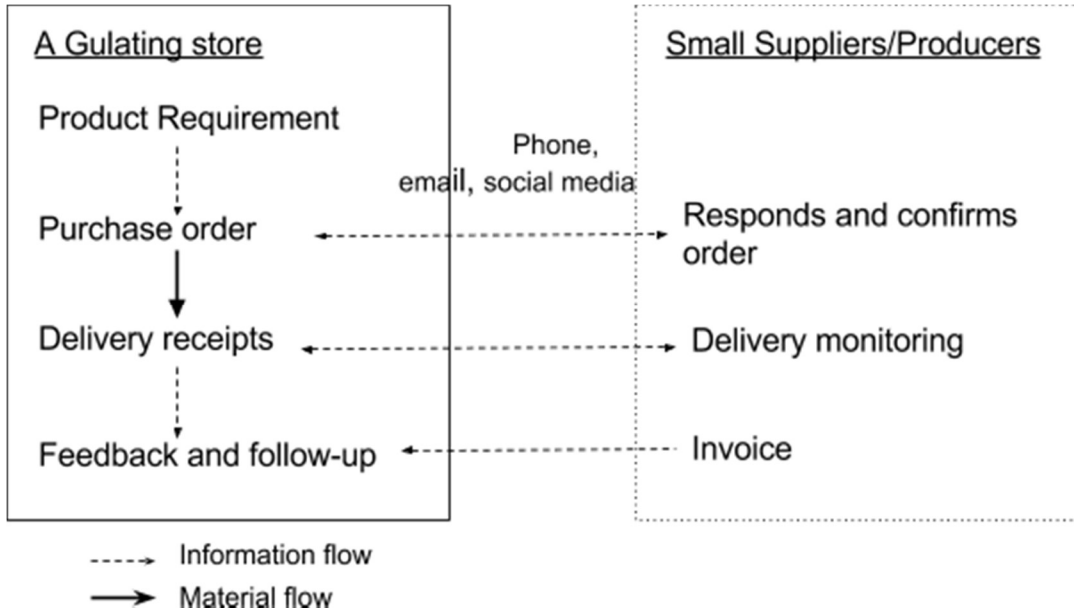 A Gulating store
Small Suppliers/Producers
Product Requirement
Phone,
email, social media
Purchase order
Responds and confirms
order
Delivery receipts
Delivery monitoring
Feedback and follow-up
Invoice
Information flow
Material flow